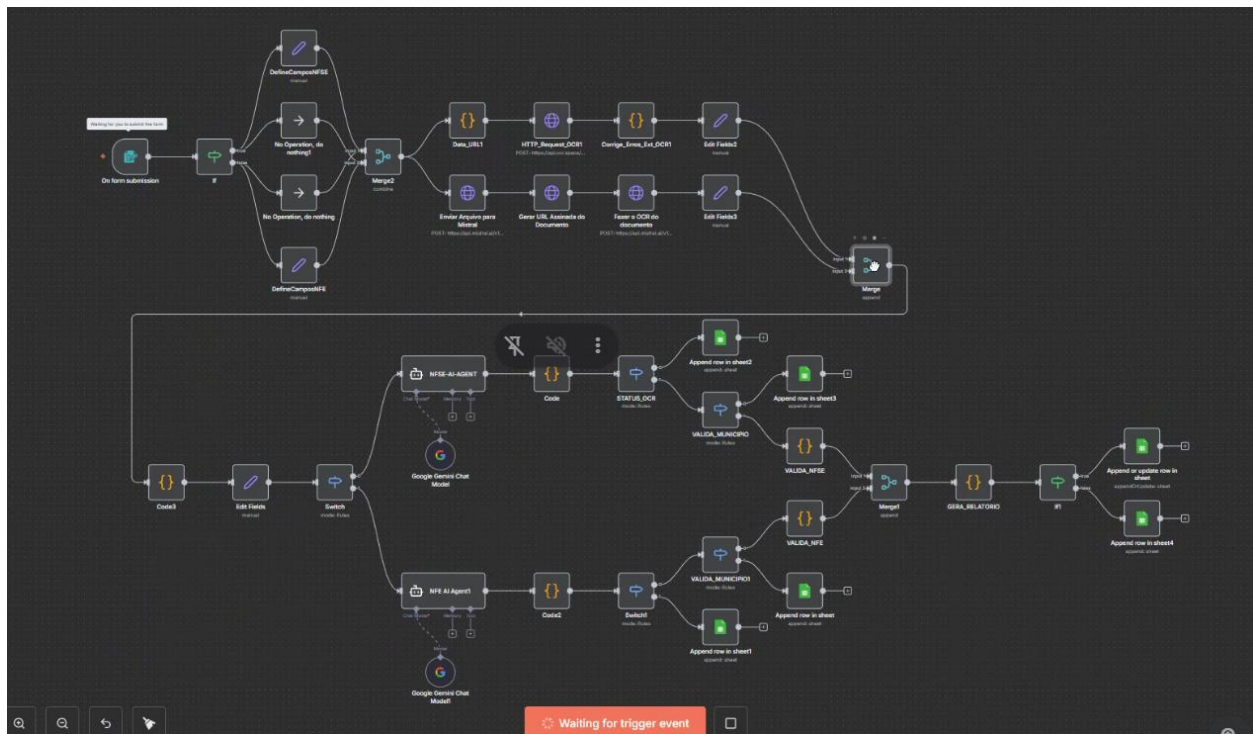 DefineCamposNFSE
manual
Waiting for you to submit the form
On form submission
If
true
false
No Operation, do
nothing1
No Operation, do nothing
DefineCamposNFE
manual
Merge2
combine
Data_URL1
HTTP_Request_OCR1
Corrige_Erros_Ext_OCR1
Edit Fields2
manual
Enviar Arquivo para
Mistral
Gerar URL Assinada do
Documento
Fazer o OCR do
documento
Edit Fields3
manual
Input 1
Input 2
Merge
append
Code3
Edit Fields
manual
Switch
mode: Rules
NFSE-AI-AGENT
Chat Model*
Memory
Tool
Google Gemini Chat
Model
Code
STATUS_OCR
mode: Rules
Append row in sheet2
append: sheet
VALIDA_MUNICIPIO
mode: Rules
Append row in sheet3
append: sheet
VALIDA_NFSE
NFE AI Agent1
Chat Model*
Memory
Tool
Google Gemini Chat
Model1
Code2
Switch1
mode: Rules
VALIDA_MUNICIPIO1
mode: Rules
VALIDA_NFE
Append row in sheet
append: sheet
Append row in sheet1
append: sheet
Merge1
append
GERA_RELATORIO
If1
true
false
Append or update row in
sheet
appendOrUpdate: sheet
Append row in sheet4
append: sheet
Waiting for trigger event